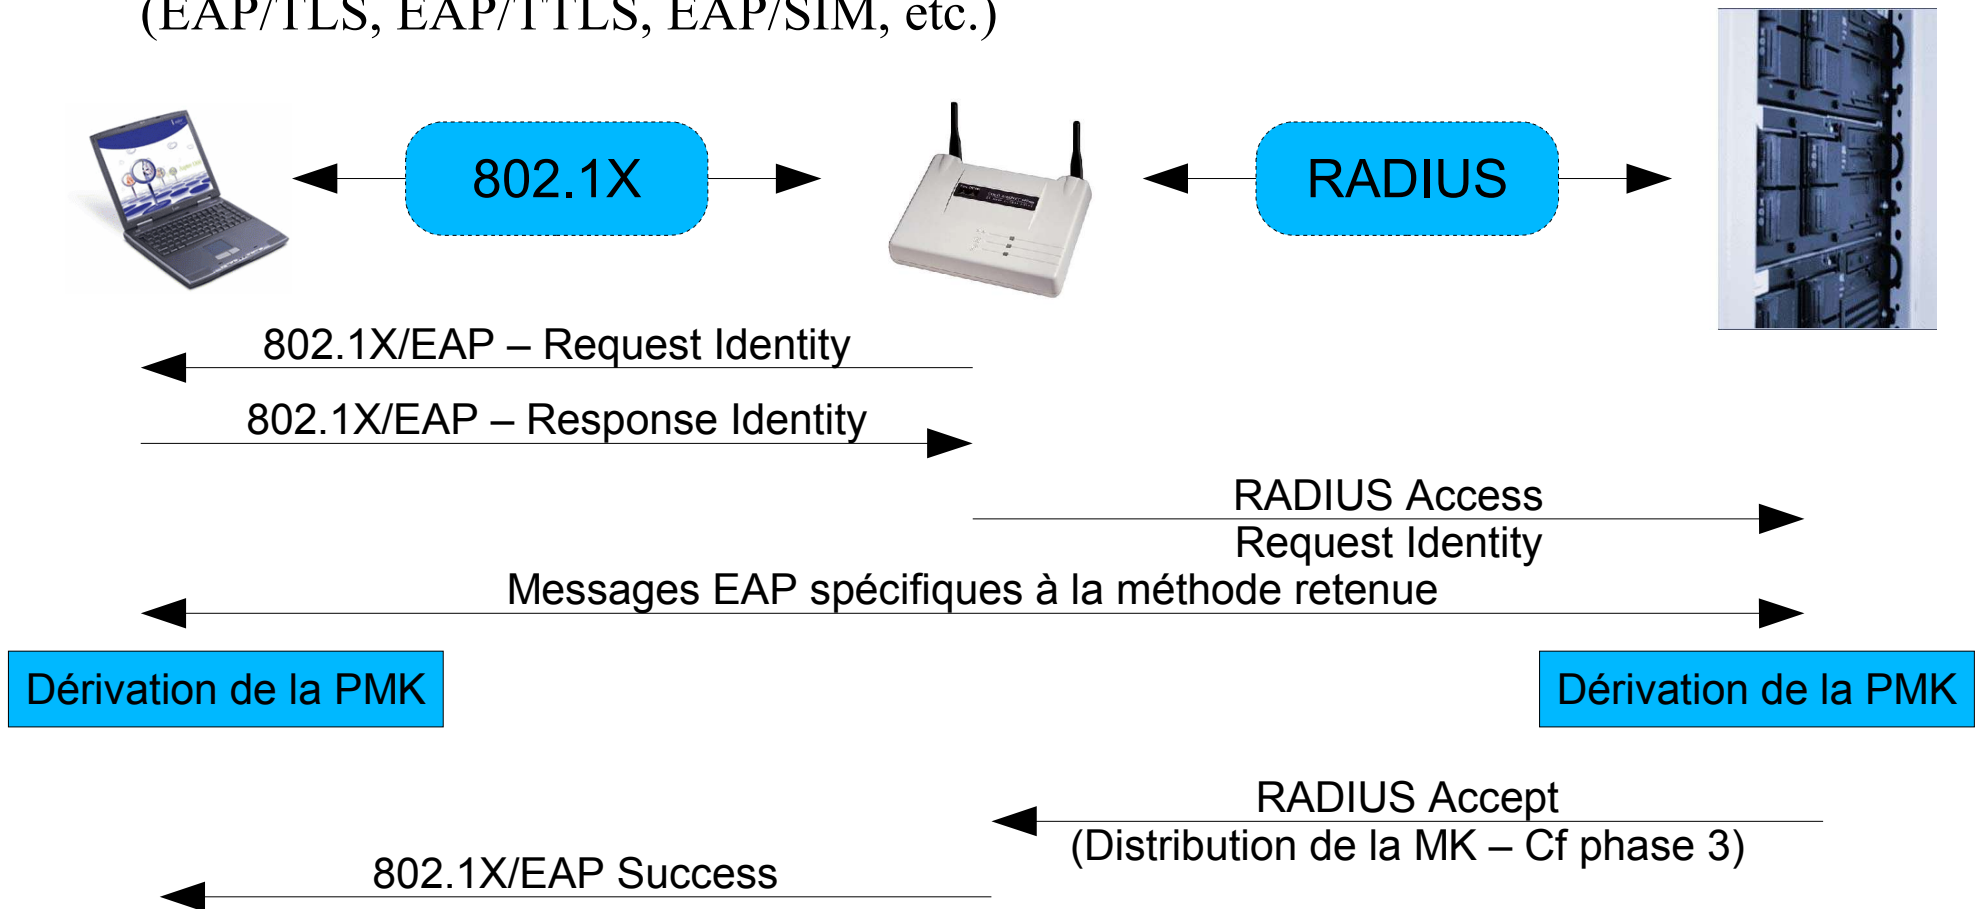 (EAP/TLS, EAP/TTLS, EAP/SIM, etc.)
802.1X
RADIUS
802.1X/EAP – Request Identity
802.1X/EAP – Response Identity
RADIUS Access
Request Identity
Messages EAP spécifiques à la méthode retenue
Dérivation de la PMK
Dérivation de la PMK
RADIUS Accept
(Distribution de la MK – Cf phase 3)
802.1X/EAP Success